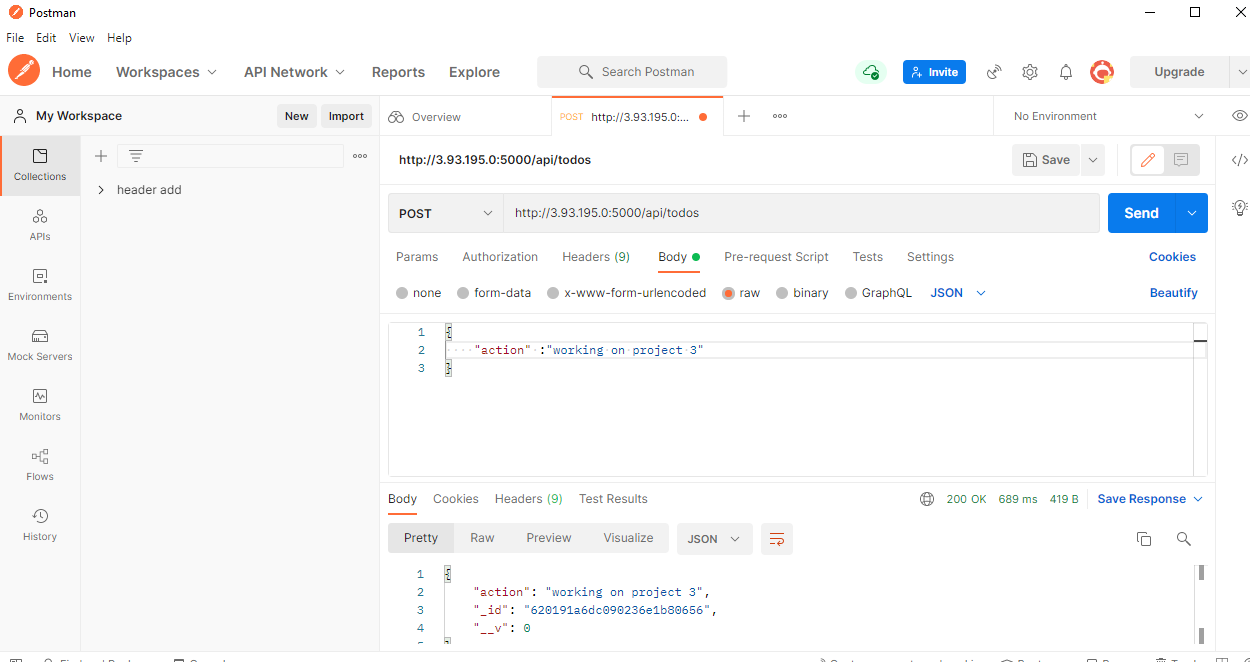 Postman
File Edit View Help
Home Workspaces API Network Reports Explore Search Postman Invite Upgrade
My Workspace New Import Overview POST http://3.93.195.0:... No Environment
Collections
header add
http://3.93.195.0:5000/api/todos Save
POST http://3.93.195.0:5000/api/todos Send
APIs
Params Authorization Headers (9) Body Pre-request Script Tests Settings Cookies
Environments
none form-data x-www-form-urlencoded raw binary GraphQL JSON Beautify
1 {
2 "action" :"working on project 3"
3 }
Mock Servers
Monitors
Flows
History
Body Cookies Headers (9) Test Results 200 OK 689 ms 419 B Save Response
Pretty Raw Preview Visualize JSON
1 {
2 "action": "working on project 3",
3 "_id": "620191a6dc090236e1b80656",
4 "__v": 0